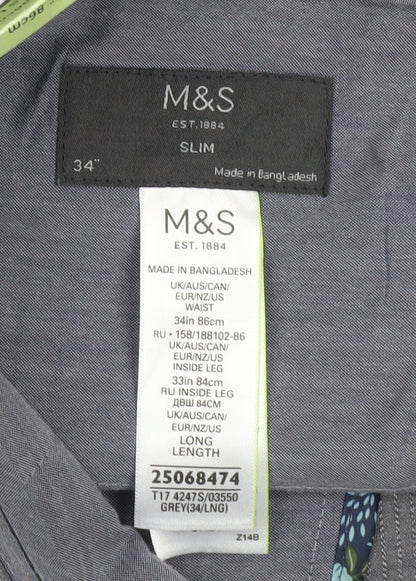 86cm
M&S
EST. 1884
SLIM
34"
Made in Bangladesh
M&S
EST. 1884
MADE IN BANGLADESH
UK/AUS/CAN/
EUR/NZ/US
WAIST
34in 86cm
RU • 158/188102-86
UK/AUS/CAN/
EUR/NZ/US
INSIDE LEG
33in 84cm
RU INSIDE LEG
ДВШ 84CM
UK/AUS/CAN/
EUR/NZ/US
LONG
LENGTH
25068474
T17 4247S/03550
GREY(34/LNG)
Z14B